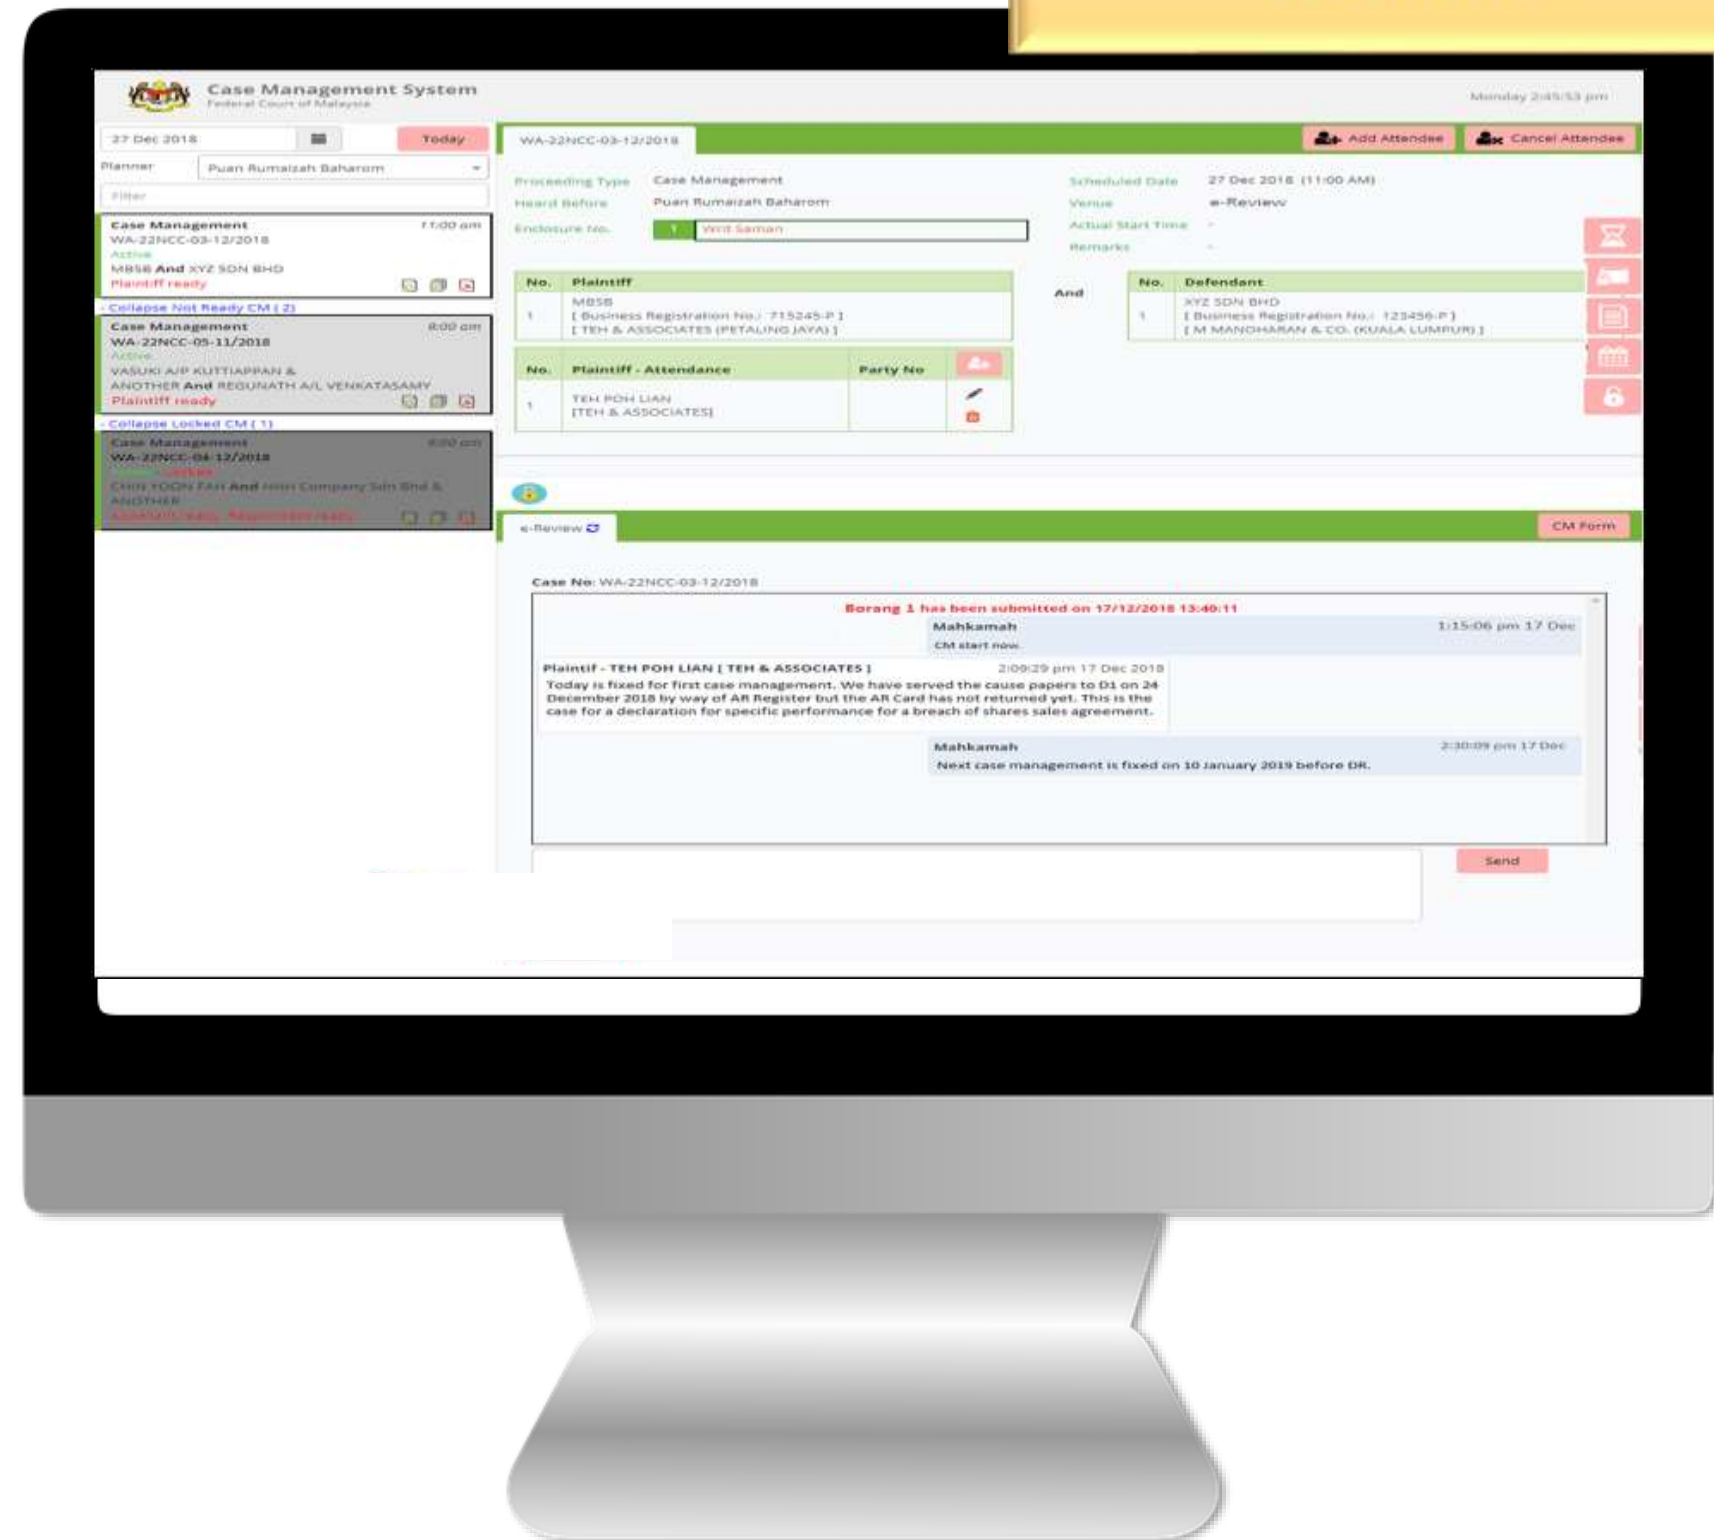 Case Management System
Federal Court of Malaysia
Monday 2:45:53 pm
27 Dec 2018
Today
Planner
Puan Rumaizah Baharom
Filter
Case Management 11:00 am
WA-22NCC-03-12/2018
Active
MBSB And XYZ SDN BHD
Plaintiff ready
- Collapse Not Ready CM ( 2)
Case Management 8:00 am
WA-22NCC-05-11/2018
Active
VASUKI A/P KUTTIAPPAN &
ANOTHER And REGUNATH A/L VENKATASAMY
Plaintiff ready
- Collapse Locked CM ( 1)
Case Management
WA-22NCC-04-12/2018
CHIN YOON FAH And Company Sdn Bhd &
ANOTHER
WA-22NCC-03-12/2018
Add Attendee
Cancel Attendee
Proceeding Type Case Management
Heard Before Puan Rumaizah Baharom
Enclosure No. 1 Writ Saman
Scheduled Date 27 Dec 2018 (11:00 AM)
Venue e-Review
Actual Start Time -
Remarks -
No. Plaintiff
1 MBSB
[ Business Registration No.: 715245-P ]
[ TEH & ASSOCIATES (PETALING JAYA) ]
And
No. Defendant
1 XYZ SDN BHD
[ Business Registration No.: 123456-P ]
[ M MANOHARAN & CO. (KUALA LUMPUR) ]
No. Plaintiff - Attendance Party No
1 TEH POH LIAN
[TEH & ASSOCIATES]
e-Review
CM Form
Case No: WA-22NCC-03-12/2018
Borang 1 has been submitted on 17/12/2018 13:40:11
Mahkamah 1:15:06 pm 17 Dec
CM start now.
Plaintif - TEH POH LIAN [ TEH & ASSOCIATES ] 2:09:29 pm 17 Dec 2018
Today is fixed for first case management. We have served the cause papers to D1 on 24
December 2018 by way of AR Register but the AR Card has not returned yet. This is the
case for a declaration for specific performance for a breach of shares sales agreement.
Mahkamah 2:30:09 pm 17 Dec
Next case management is fixed on 10 January 2019 before DR.
Send